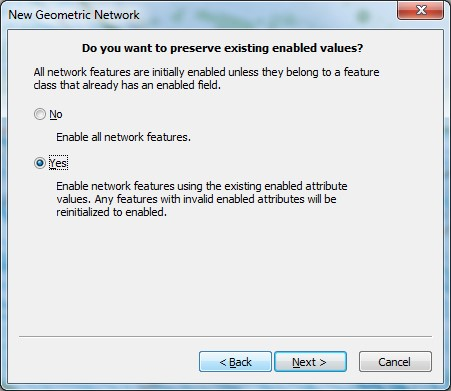 New Geometric Network
Do you want to preserve existing enabled values?
All network features are initially enabled unless they belong to a feature
class that already has an enabled field.
No
Enable all network features.
Yes
Enable network features using the existing enabled attribute
values. Any features with invalid enabled attributes will be
reinitialized to enabled.
< Back
Next >
Cancel